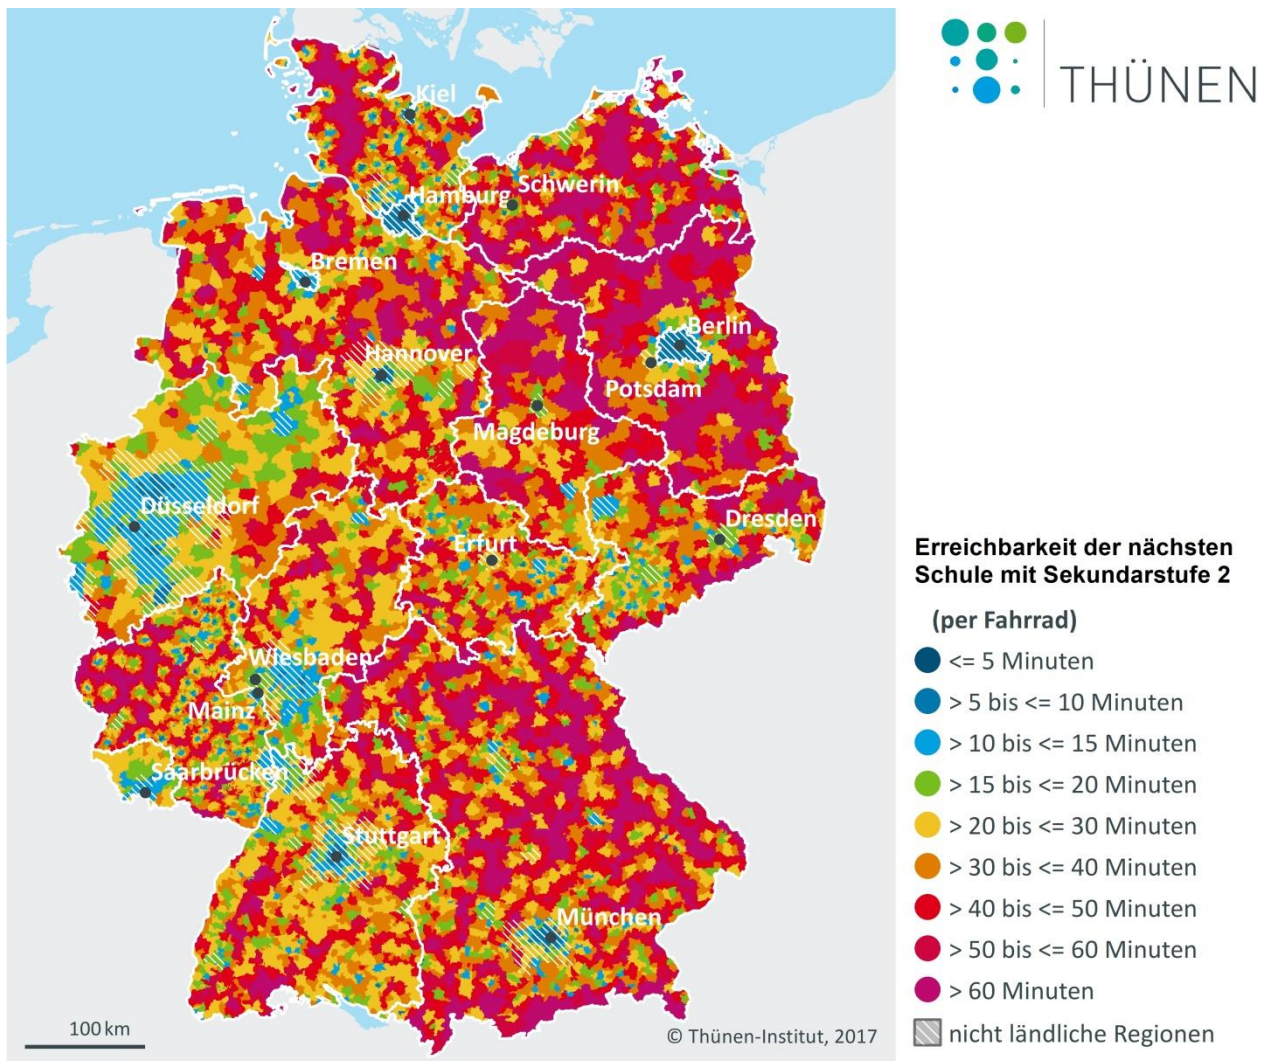 THÜNEN
Kiel
Hamburg
Schwerin
Bremen
Berlin
Hannover
Potsdam
Magdeburg
Düsseldorf
Dresden
Erfurt
Wiesbaden
Mainz
Saarbrücken
Stuttgart
München
100 km
© Thünen-Institut, 2017
Erreichbarkeit der nächsten
Schule mit Sekundarstufe 2
(per Fahrrad)
<= 5 Minuten
> 5 bis <= 10 Minuten
> 10 bis <= 15 Minuten
> 15 bis <= 20 Minuten
> 20 bis <= 30 Minuten
> 30 bis <= 40 Minuten
> 40 bis <= 50 Minuten
> 50 bis <= 60 Minuten
> 60 Minuten
nicht ländliche Regionen